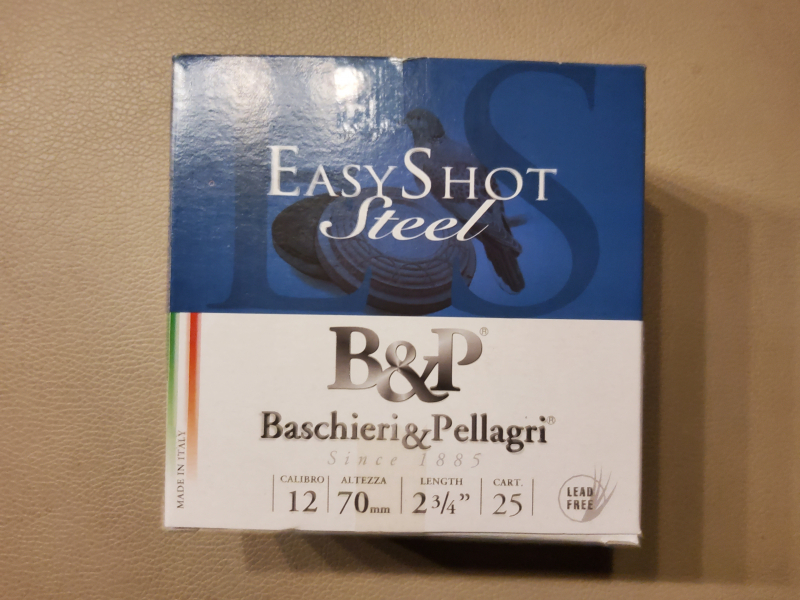 ES
EASYSHOT
Steel
B&P®
Baschieri&Pellagri®
Since 1885
MADE IN ITALY
CALIBRO 12
ALTEZZA 70mm
LENGTH 2 3/4”
CART. 25
LEAD FREE